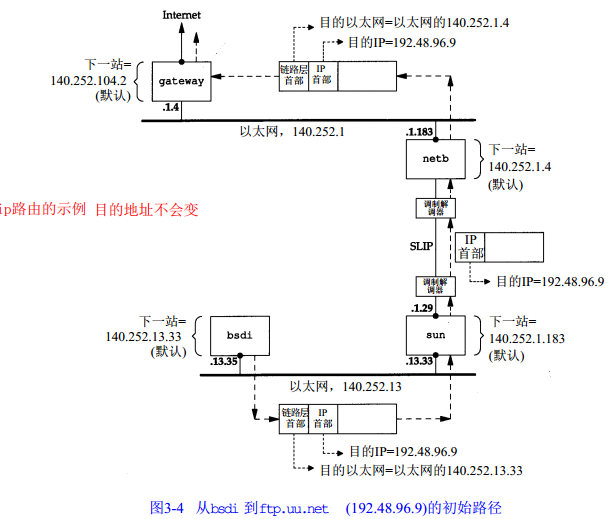 Internet
目的以太网=以太网的140.252.1.4
目的IP=192.48.96.9
下一站=
140.252.104.2
(默认)
gateway
链路层
首部
IP
首部
.1.4
以太网，140.252.1
.1.183
netb
下一站=
140.252.1.4
(默认)
ip路由的示例 目的地址不会变
调制解
调器
SLIP
IP
首部
目的IP=192.48.96.9
调制解
调器
.1.29
下一站=
140.252.13.33
(默认)
bsdi
.13.35
sun
.13.33
下一站=
140.252.1.183
(默认)
以太网，140.252.13
链路层
首部
IP
首部
目的IP=192.48.96.9
目的以太网=以太网的140.252.13.33
图3-4 从bsdi 到ftp.uu.net (192.48.96.9)的初始路径